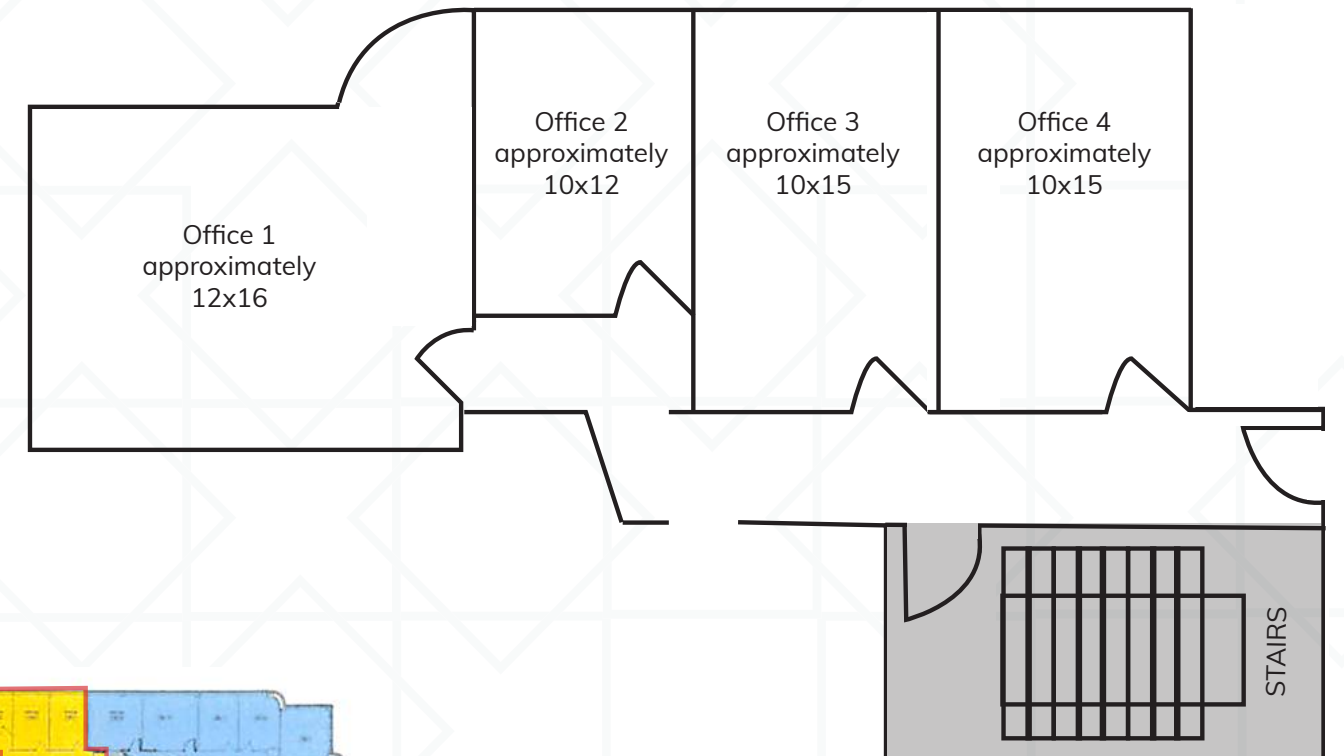 Office 1
approximately
12x16
Office 2
approximately
10x12
Office 3
approximately
10x15
Office 4
approximately
10x15
STAIRS